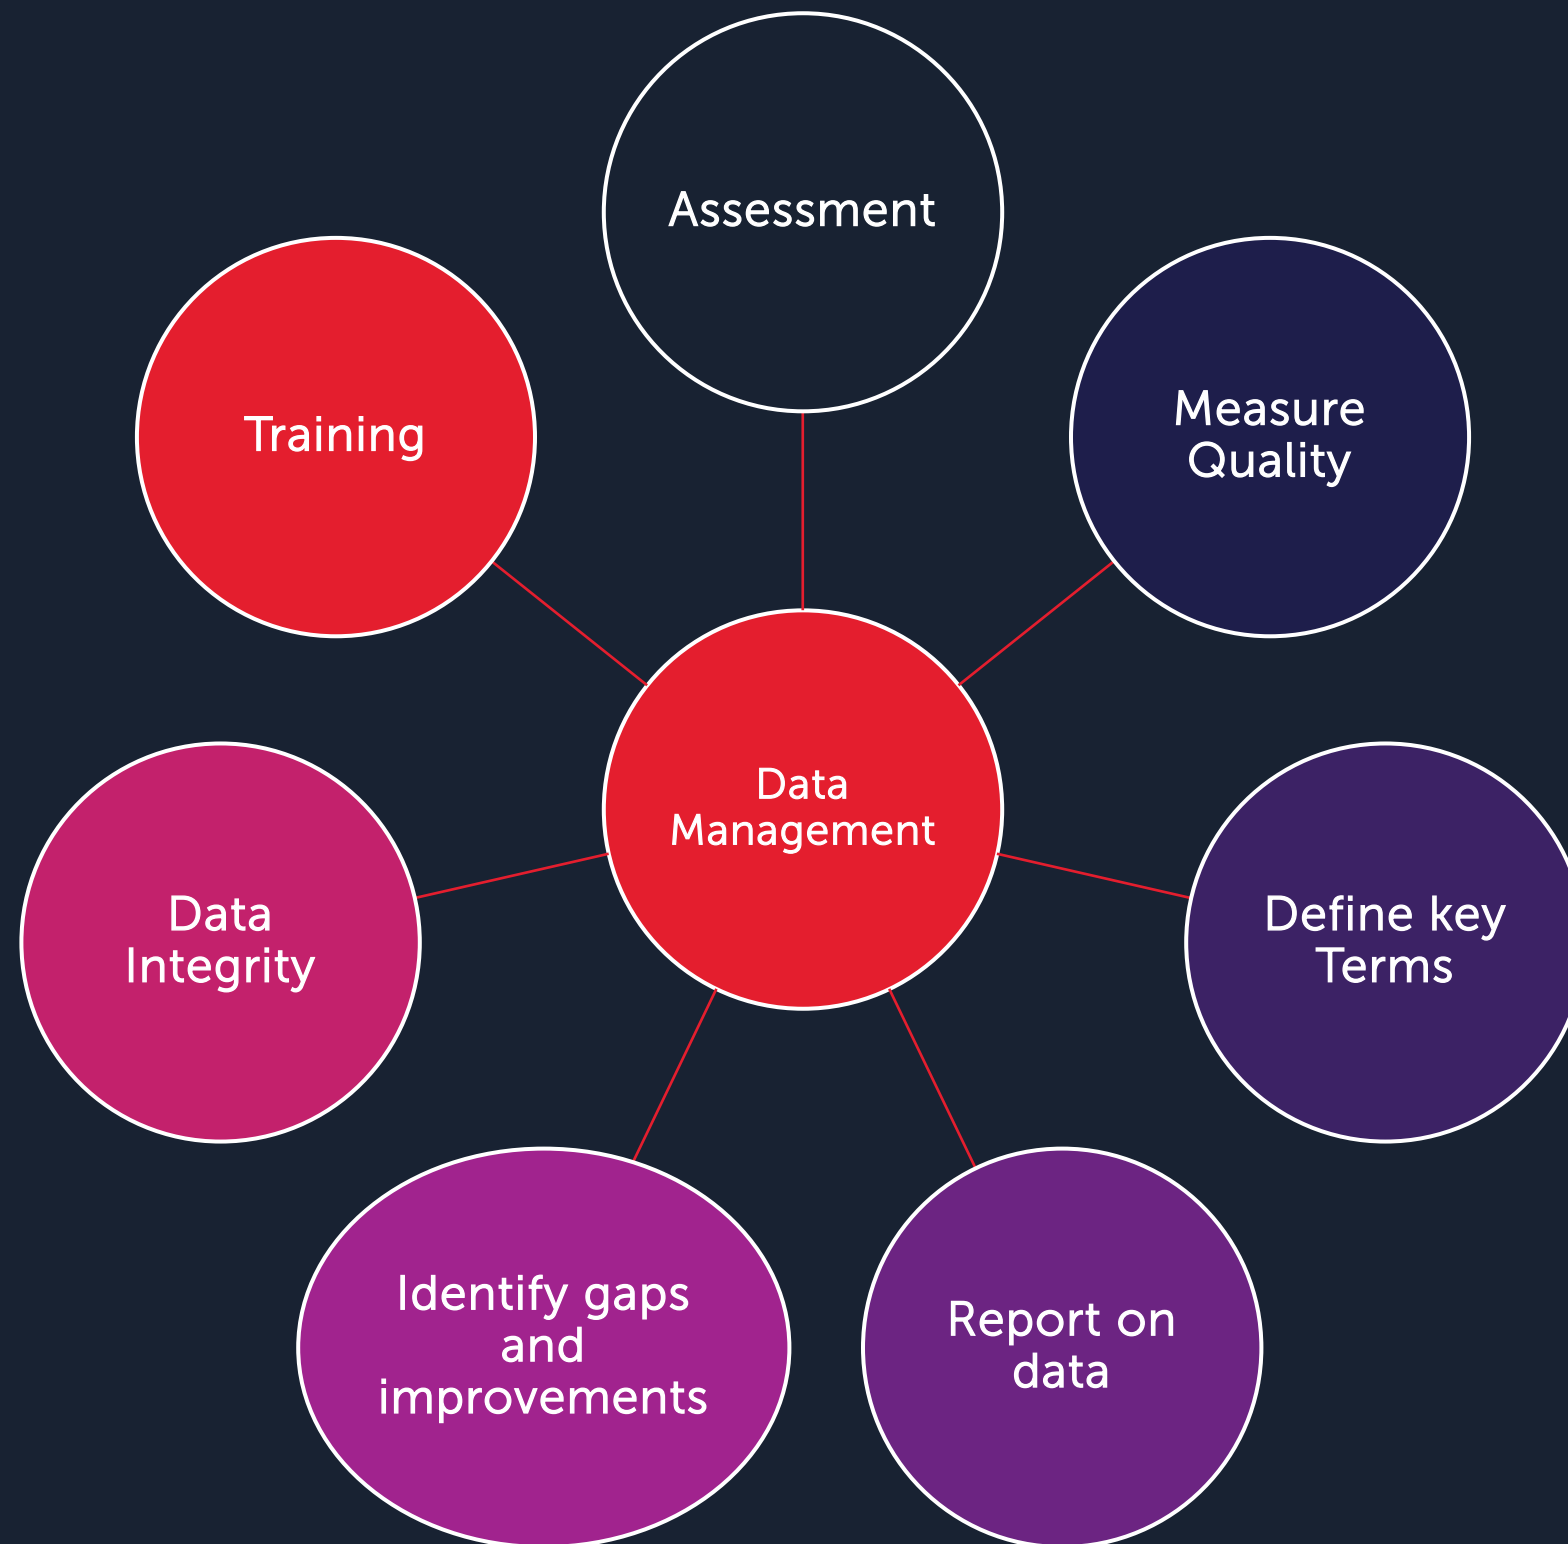 Assessment
Measure
Quality
Define key
Terms
Report on
data
Identify gaps
and
improvements
Data
Integrity
Training
Data
Management